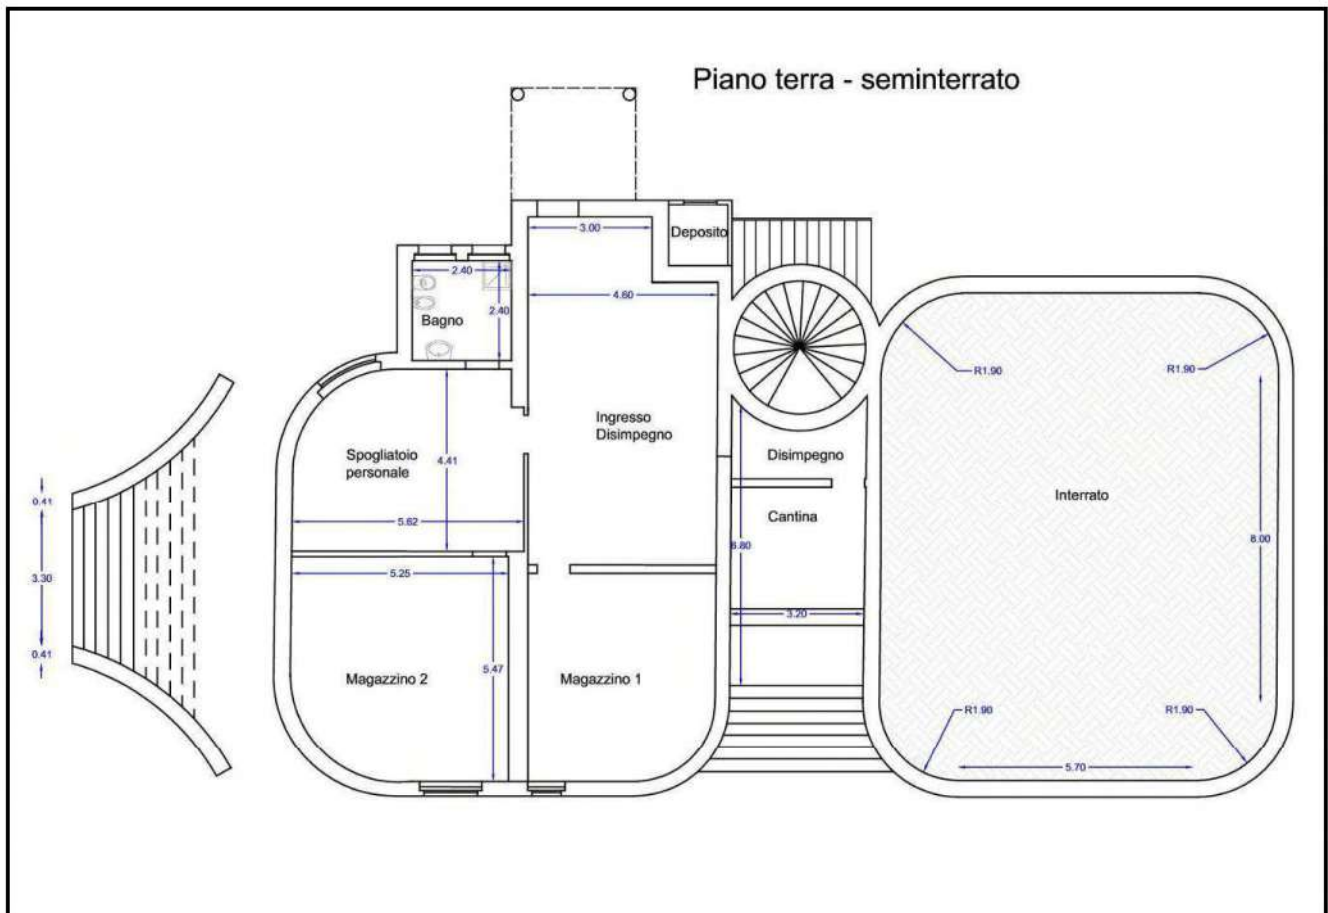 Piano terra - seminterrato
3.00
Deposito
2.40
4.60
2.40
Bagno
R1.90
R1.90
Ingresso
Disimpegno
Spogliatoio
personale
4.41
Disimpegno
Interrato
0.41
Cantina
5.62
8.00
6.80
3.30
5.25
3.20
0.41
5.47
Magazzino 2
Magazzino 1
R1.90
R1.90
5.70